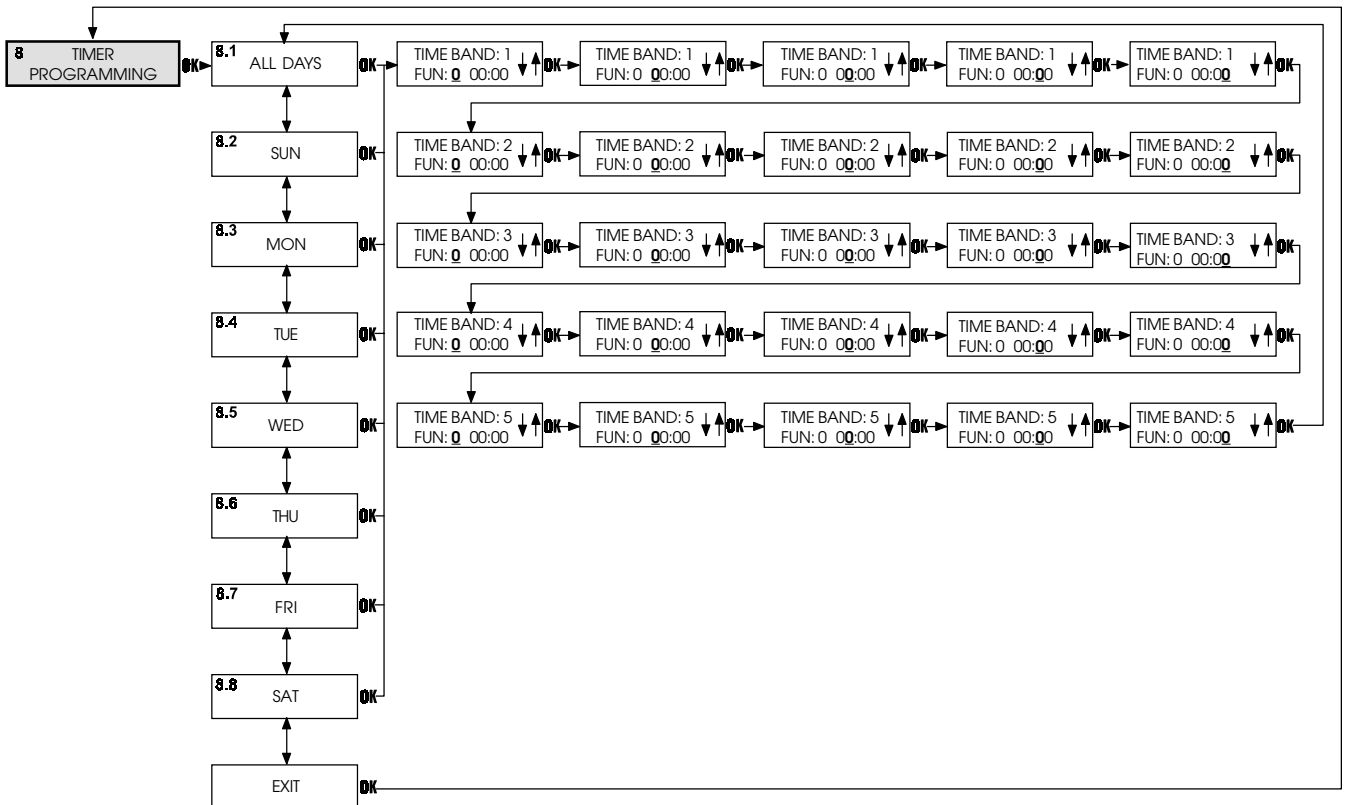 8 TIMER
PROGRAMMING
OK
8.1
ALL DAYS
OK
TIME BAND: 1
FUN: 0 00:00
OK
TIME BAND: 1
FUN: 0 00:00
OK
TIME BAND: 1
FUN: 0 00:00
OK
TIME BAND: 1
FUN: 0 00:00
OK
TIME BAND: 1
FUN: 0 00:00
OK
8.2
SUN
OK
TIME BAND: 2
FUN: 0 00:00
OK
TIME BAND: 2
FUN: 0 00:00
OK
TIME BAND: 2
FUN: 0 00:00
OK
TIME BAND: 2
FUN: 0 00:00
OK
TIME BAND: 2
FUN: 0 00:00
OK
8.3
MON
OK
TIME BAND: 3
FUN: 0 00:00
OK
TIME BAND: 3
FUN: 0 00:00
OK
TIME BAND: 3
FUN: 0 00:00
OK
TIME BAND: 3
FUN: 0 00:00
OK
TIME BAND: 3
FUN: 0 00:00
OK
8.4
TUE
OK
TIME BAND: 4
FUN: 0 00:00
OK
TIME BAND: 4
FUN: 0 00:00
OK
TIME BAND: 4
FUN: 0 00:00
OK
TIME BAND: 4
FUN: 0 00:00
OK
TIME BAND: 4
FUN: 0 00:00
OK
8.5
WED
OK
TIME BAND: 5
FUN: 0 00:00
OK
TIME BAND: 5
FUN: 0 00:00
OK
TIME BAND: 5
FUN: 0 00:00
OK
TIME BAND: 5
FUN: 0 00:00
OK
TIME BAND: 5
FUN: 0 00:00
OK
8.6
THU
OK
8.7
FRI
OK
8.8
SAT
OK
EXIT
OK